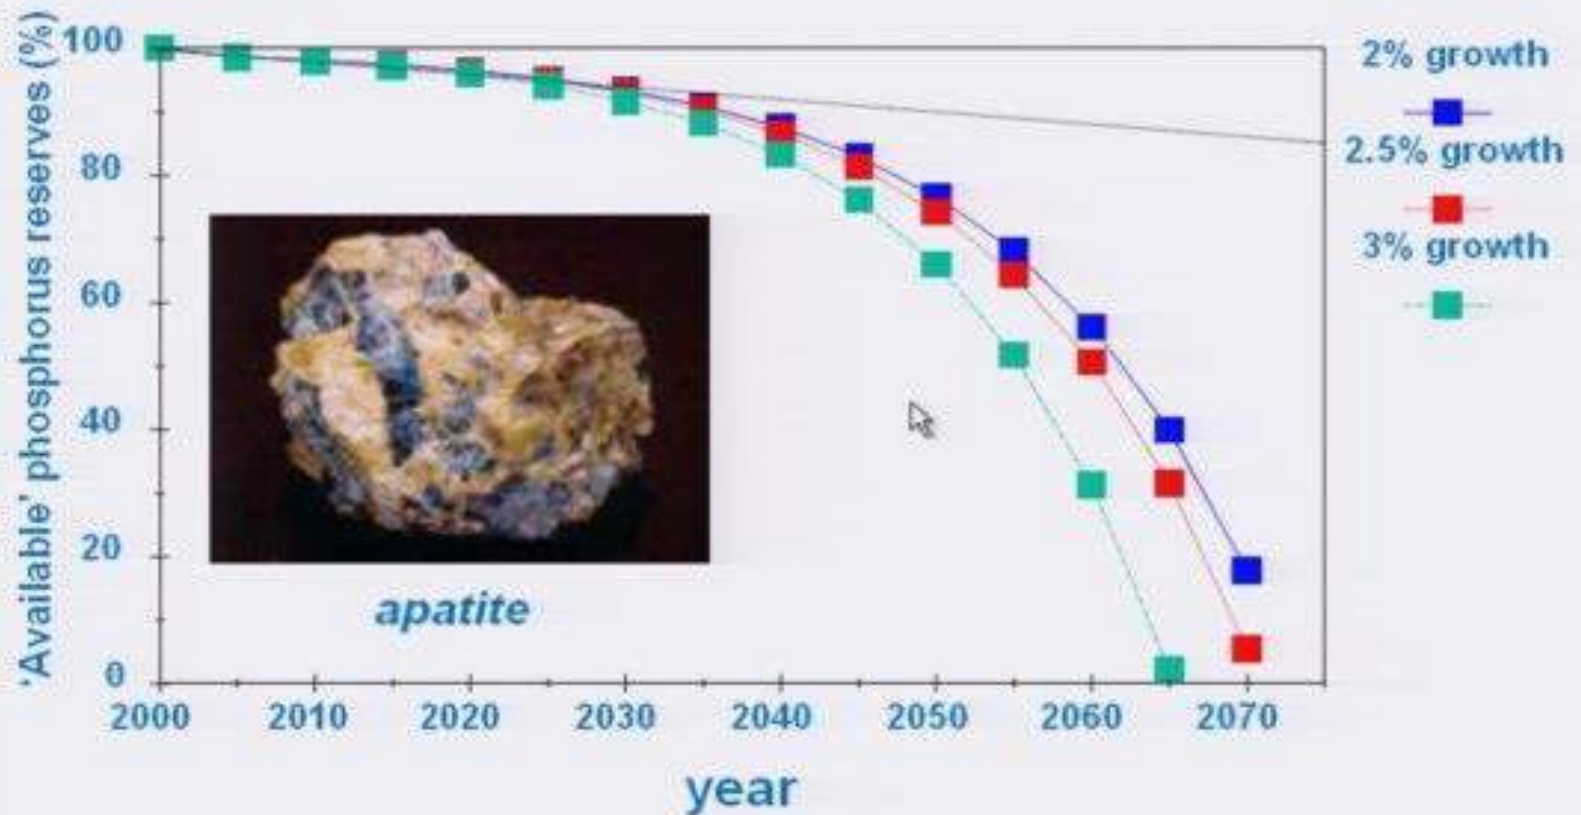 'Available' phosphorus reserves (%)
100
80
60
40
20
0
2000 2010 2020 2030 2040 2050 2060 2070
year
apatite
2% growth
2.5% growth
3% growth